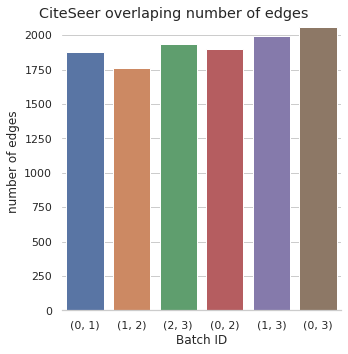 CiteSeer overlaping number of edges
2000
1750
1500
1250
1000
750
500
250
0
number of edges
(0, 1) (1, 2) (2, 3) (0, 2) (1, 3) (0, 3)
Batch ID